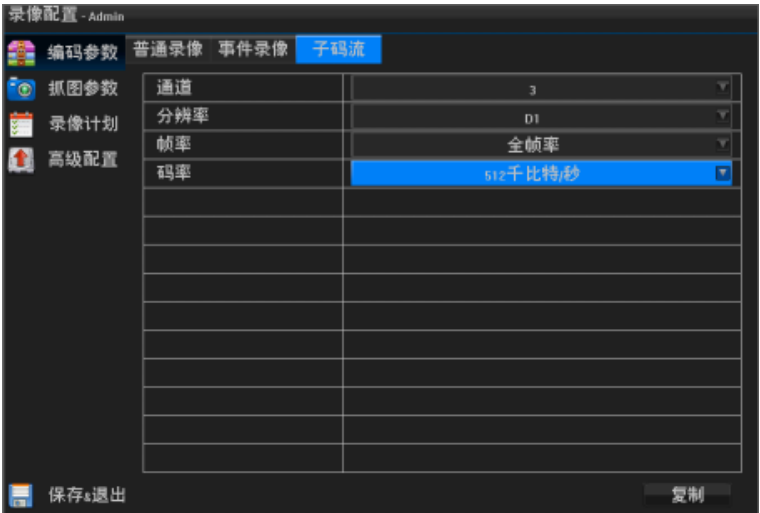 录像配置 - Admin
编码参数 普通录像 事件录像 子码流
抓图参数 通道 3
录像计划 分辨率 D1
帧率 全帧率
高级配置 码率 512千比特/秒
保存&退出 复制